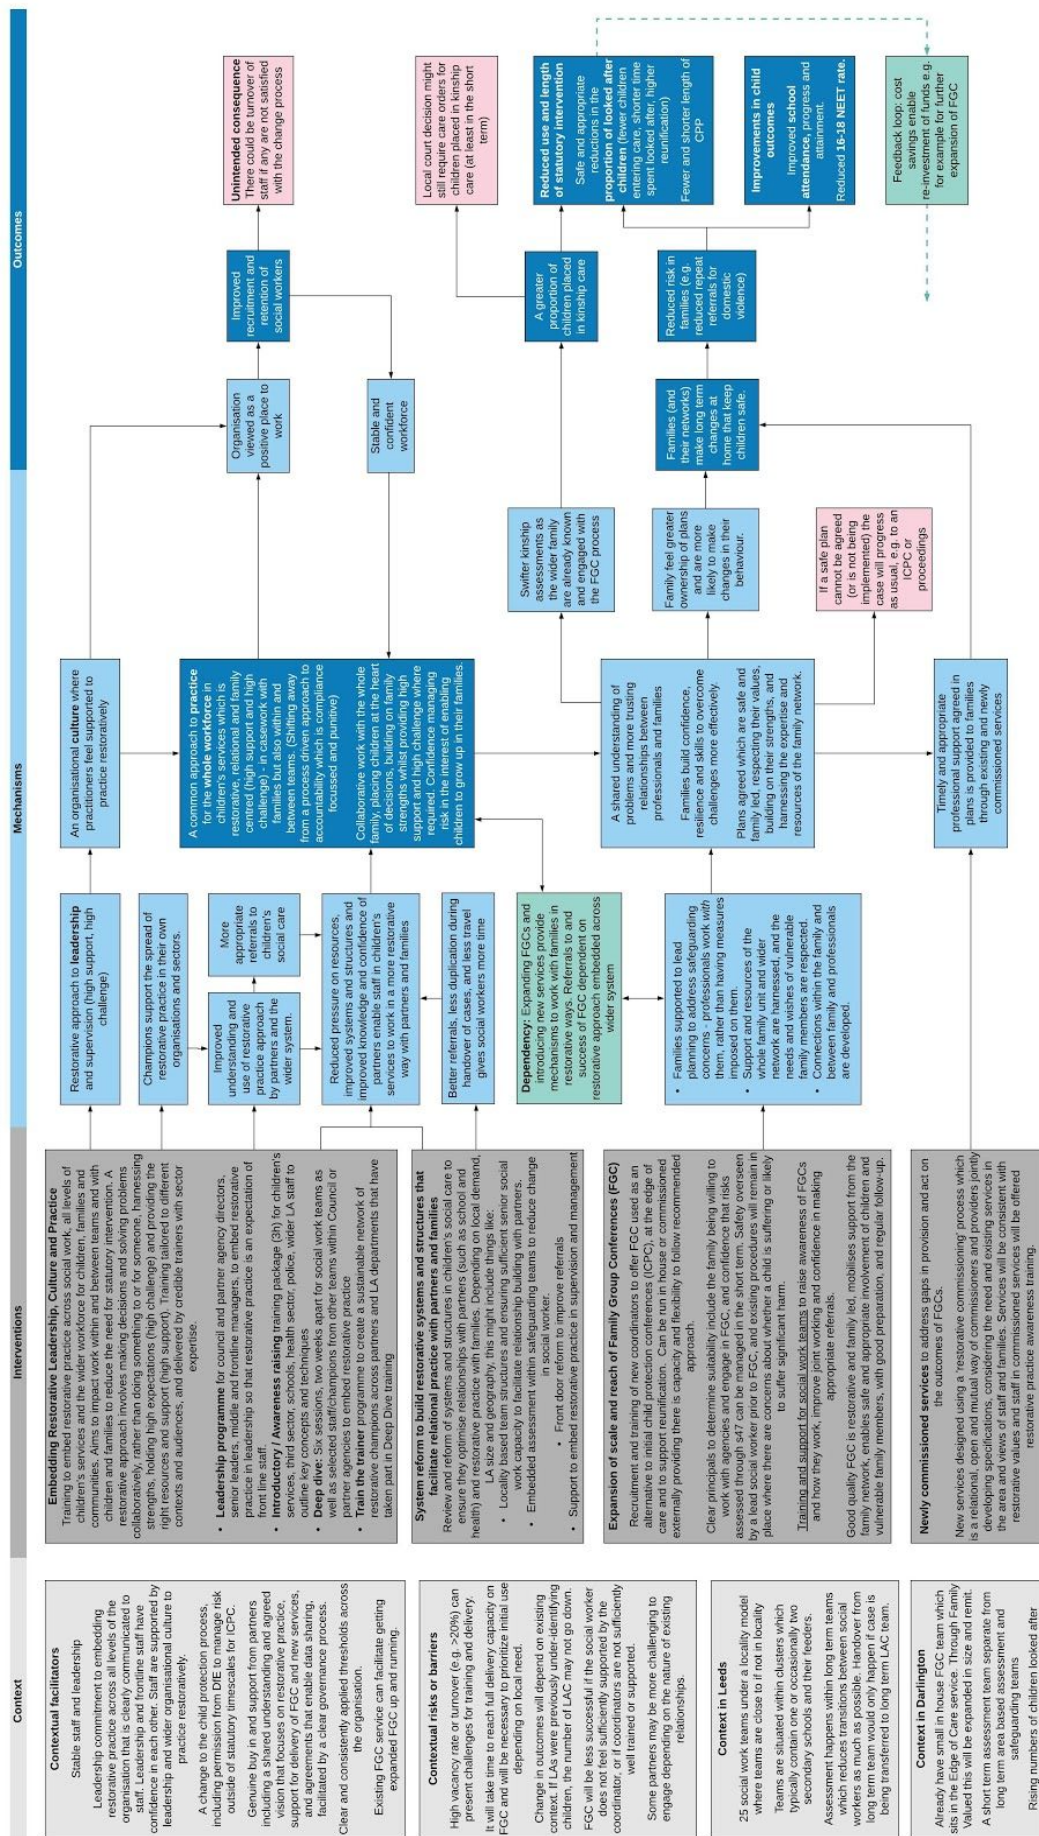 Context
Contextual facilitators
Stable staff and leadership
Leadership commitment to embedding
restorative practice across all levels of the
organisation that is clearly communicated to
staff. Leadership and frontline staff have
confidence in each other. Staff are supported by
leadership and wider organisational culture to
practice restoratively.
A change to the child protection process,
including permission from DfE to manage risk
outside of statutory timescales for ICPC.
Genuine buy in and support from partners
including a shared understanding and agreed
vision that focuses on restorative practice,
support for delivery of FGC and new services,
and agreements that enable data sharing,
facilitated by a clear governance process.
Clear and consistently applied thresholds across
the organisation.
Existing FGC service can facilitate getting
expanded FGC up and running.
Contextual risks or barriers
High vacancy rate or turnover (e.g. >20%) can
present challenges for training and delivery.
It will take time to reach full delivery capacity on
FGC and will be necessary to prioritize initial use
depending on local need.
Change in outcomes will depend on existing
context. If LAs were previously under-identifying
children, the number of LAC may not go down.
FGC will be less successful if the social worker
does not feel sufficiently supported by the
coordinator, or if coordinators are not sufficiently
well trained or supported.
Some partners may be more challenging to
engage depending on the nature of existing
relationships.
Context in Leeds
25 social work teams under a locality model
where teams are close to if not in locality
Teams are situated within clusters which
typically contain one or occasionally two
secondary schools and their feeders.
Assessment happens within long term teams
which reduces transitions between social
workers as much as possible. Handover from
long term team would only happen if case is
being transferred to long term LAC team.
Context in Darlington
Already have small in house FGC team which
sits in the Edge of Care service. Through Family
Valued this will be expanded in size and remit.
A short term assessment team separate from
long term area based assessment and
safeguarding teams
Rising numbers of children looked after
Interventions
Embedding Restorative Leadership, Culture and Practice
Training to embed restorative practice across social work, all levels of
children's services and the wider workforce for children, families and
communities. Aims to impact work within and between teams and with
children and families to reduce the need for statutory intervention. A
restorative approach involves making decisions and solving problems
collaboratively, rather than doing something to or for someone, harnessing
strengths, holding high expectations (high challenge) and providing the
right resources and support (high support). Training tailored to different
contexts and audiences, and delivered by credible trainers with sector
expertise.
• Leadership programme for council and partner agency directors,
senior leaders, middle and frontline managers, to embed restorative
practice in leadership so that restorative practice is an expectation of
front line staff.
• Introductory / Awareness raising training package (3h) for children's
services, third sector, schools, health sector, police, wider LA staff to
outline key concepts and techniques
• Deep dive: Six sessions, two weeks apart for social work teams as
well as selected staff/champions from other teams within Council or
partner agencies to embed restorative practice
• Train the trainer programme to create a sustainable network of
restorative champions across partners and LA departments that have
taken part in Deep Dive training
System reform to build restorative systems and structures that
facilitate relational practice with partners and families
Review and reform of systems and structures in children's social care to
ensure they optimise relationships with partners (such as school and
health) and restorative practice with families. Depending on local demand,
LA size and geography, this might include things like:
• Locality based team structures and ensuring sufficient senior social
work capacity to facilitate relationship building with partners.
• Embedded assessment within safeguarding teams to reduce change
in social worker.
• Front door reform to improve referrals
• Support to embed restorative practice in supervision and management
Expansion of scale and reach of Family Group Conferences (FGC)
Recruitment and training of new coordinators to offer FGC used as an
alternative to initial child protection conferences (ICPC), at the edge of
care and to support reunification. Can be run in house or commissioned
externally providing there is capacity and flexibility to follow recommended
approach.
Clear principals to determine suitability include the family being willing to
work with agencies and engage in FGC, and confidence that risks
assessed through s47 can be managed in the short term. Safety overseen
by a lead social worker prior to FGC and existing procedures will remain in
place where there are concerns about whether a child is suffering or likely
to suffer significant harm.
Training and support for social work teams to raise awareness of FGCs
and how they work, improve joint working and confidence in making
appropriate referrals.
Good quality FGC is restorative and family led, mobilises support from the
family network, enables safe and appropriate involvement of children and
vulnerable family members, with good preparation, and regular follow-up.
Newly commissioned services to address gaps in provision and act on
the outcomes of FGCs.
New services designed using a 'restorative commissioning' process which
is a relational, open and mutual way of commissioners and providers jointly
developing specifications, considering the need and existing services in
the area and views of staff and families. Services will be consistent with
restorative values and staff in commissioned services will be offered
restorative practice awareness training.
Mechanisms
Restorative approach to leadership
and supervision (high support, high
challenge)
Champions support the spread of
restorative practice in their own
organisations and sectors.
Improved
understanding and
use of restorative
practice approach
by partners and the
wider system.
More
appropriate
referrals to
children's
social care
Reduced pressure on resources,
improved systems and structures and
improved knowledge and confidence of
partners enable staff in children's
services to work in a more restorative
way with partners and families
Better referrals, less duplication during
handover of cases, and less travel
gives social workers more time
Dependency: Expanding FGCs and
introducing new services provide
mechanisms to work with families in
restorative ways. Referrals to and
success of FGC dependent on
restorative approach embedded across
wider system
• Families supported to lead
planning to address safeguarding
concerns - professionals work with
them, rather than having measures
imposed on them.
• Support and resources of the
whole family unit and wider
network are harnessed, and the
needs and wishes of vulnerable
family members are respected.
• Connections within the family and
between family and professionals
are developed.
An organisational culture where
practitioners feel supported to
practice restoratively
A common approach to practice
for the whole workforce in
children's services which is
restorative, relational and family
centred (high support and high
challenge) - in casework with
families but also within and
between teams. (Shifting away
from a process driven approach to
accountability which is compliance
focussed and punitive)
Collaborative work with the whole
family, placing children at the heart
of decisions, building on family
strengths whilst providing high
support and high challenge where
required. Confidence managing
risk in the interest of enabling
children to grow up in their families.
A shared understanding of
problems and more trusting
relationships between
professionals and families
Families build confidence,
resilience and skills to overcome
challenges more effectively.
Plans agreed which are safe and
family led, respecting their values,
building on their strengths, and
harnessing the expertise and
resources of the family network.
Timely and appropriate
professional support agreed in
plans is provided to families
through existing and newly
commissioned services
Swifter kinship
assessments as
the wider family
are already known
and engaged with
the FGC process
Family feel greater
ownership of plans
and are more
likely to make
changes in their
behaviour.
If a safe plan
cannot be agreed
(or is not being
implemented) the
case will progress
as usual, e.g. to an
ICPC or
proceedings
Outcomes
Organisation
viewed as a
positive place to
work
Stable and
confident
workforce
Improved
recruitment and
retention of
social workers
Unintended consequence
There could be turnover of
staff if any are not satisfied
with the change process
A greater
proportion of
children placed
in kinship care
Local court decision might
still require care orders for
children placed in kinship
care (at least in the short
term)
Families (and
their networks)
make long term
changes at
home that keep
children safe.
Reduced risk in
families (e.g.
reduced repeat
referrals for
domestic
violence)
Reduced use and length
of statutory intervention
Safe and appropriate
reductions in the
proportion of looked after
children (fewer children
entering care, shorter time
spent looked after, higher
reunification)
Fewer and shorter length of
CPP
Improvements in child
outcomes
Improved school
attendance, progress and
attainment.
Reduced 16-18 NEET rate.
Feedback loop: cost
savings enable
re-investment of funds e.g.
for example for further
expansion of FGC